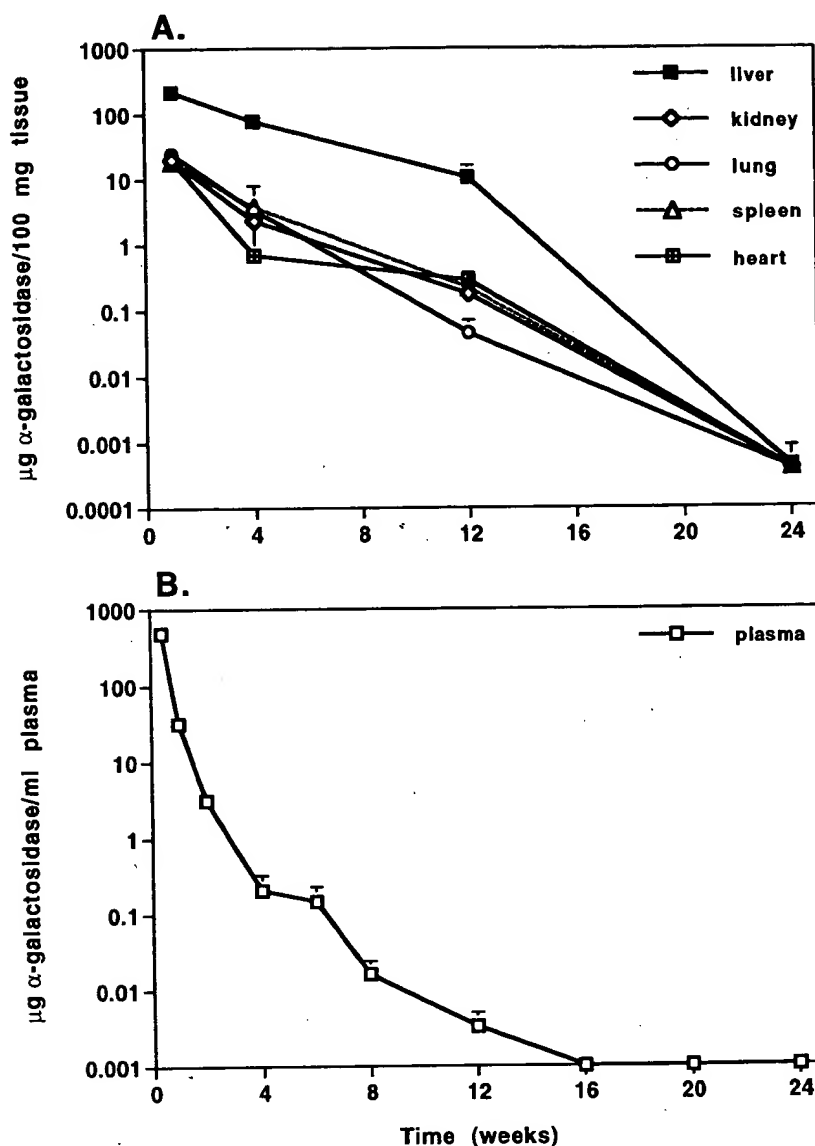 A.
µg α-galactosidase/100 mg tissue
1000
100
10
1
0.1
0.01
0.001
0.0001
liver
kidney
lung
spleen
heart
0 4 8 12 16 20 24
B.
µg α-galactosidase/ml plasma
1000
100
10
1
0.1
0.01
0.001
plasma
0 4 8 12 16 20 24
Time (weeks)